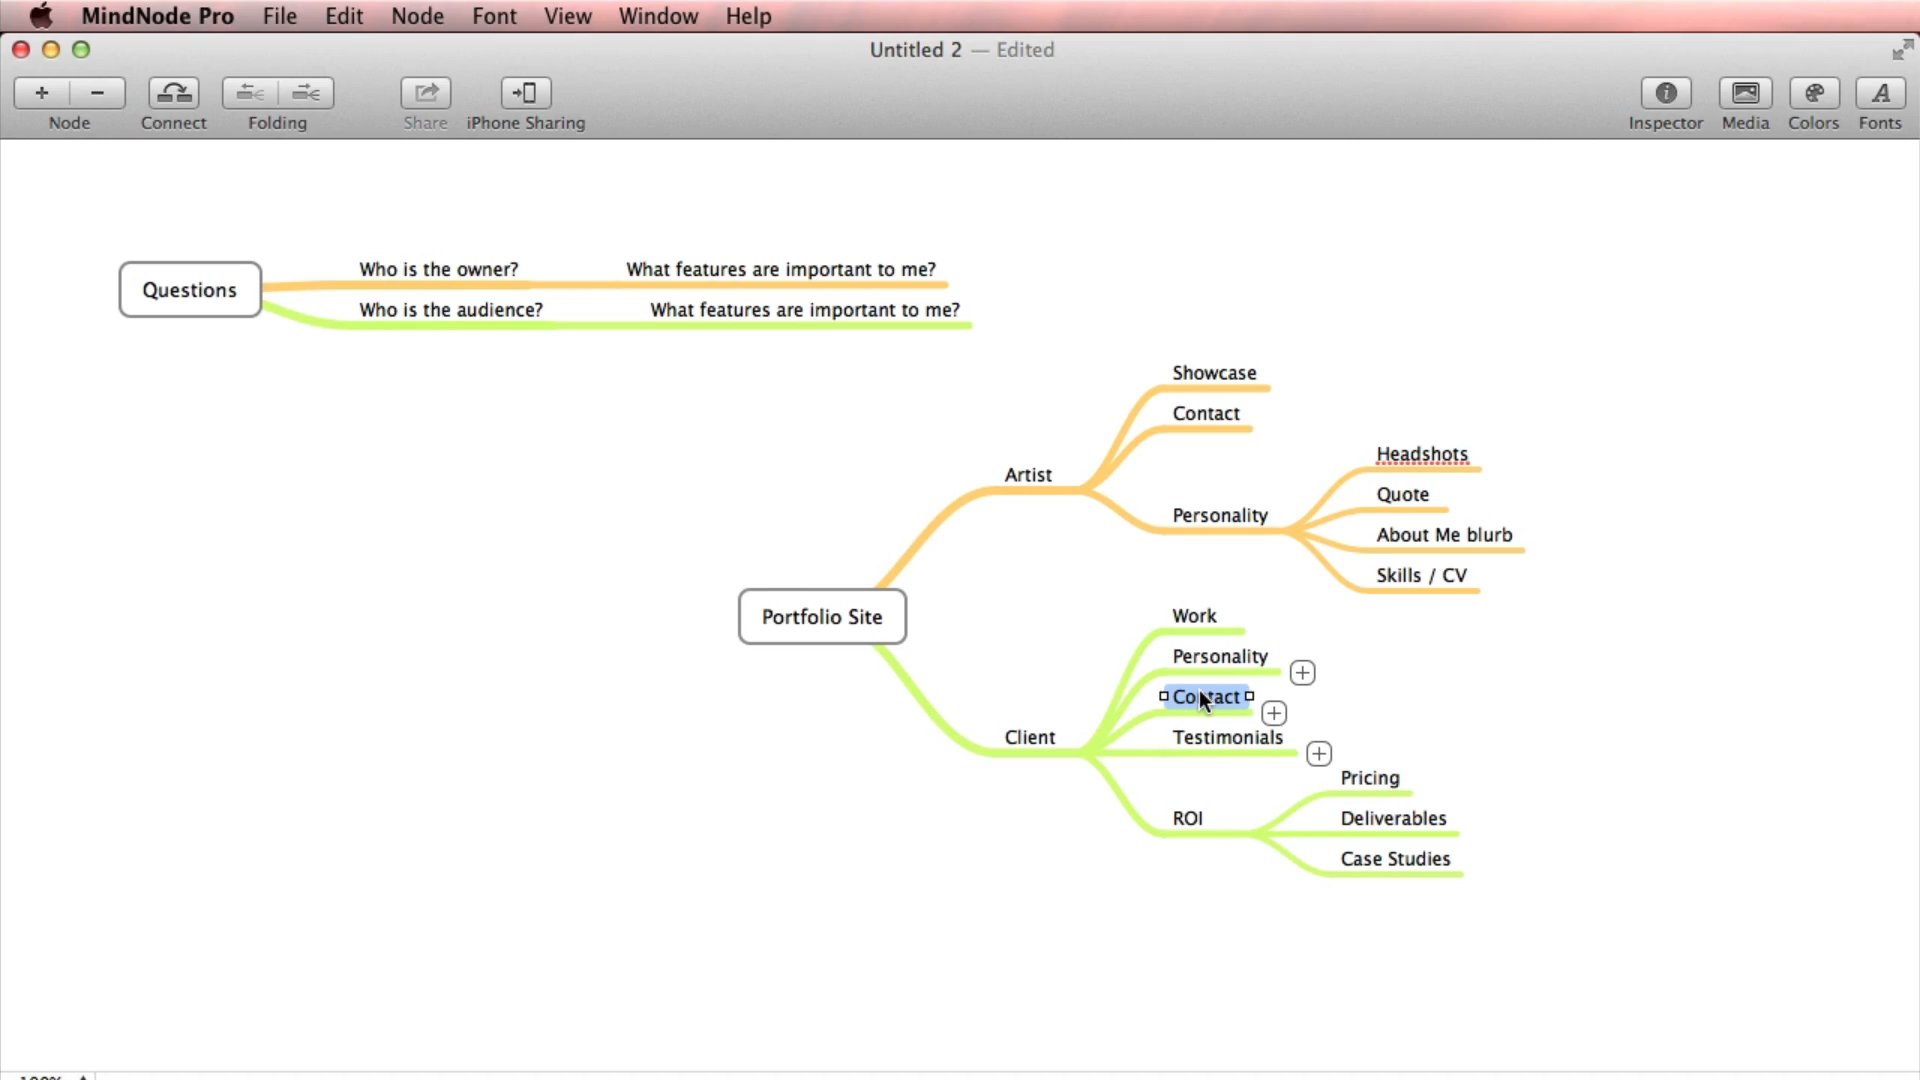 MindNode Pro File Edit Node Font View Window Help
Untitled 2 — Edited
Node Connect Folding Share iPhone Sharing Inspector Media Colors Fonts
Questions
Who is the owner? What features are important to me?
Who is the audience? What features are important to me?
Portfolio Site
Artist
Showcase
Contact
Personality
Headshots
Quote
About Me blurb
Skills / CV
Client
Work
Personality
Contact
Testimonials
ROI
Pricing
Deliverables
Case Studies
100%